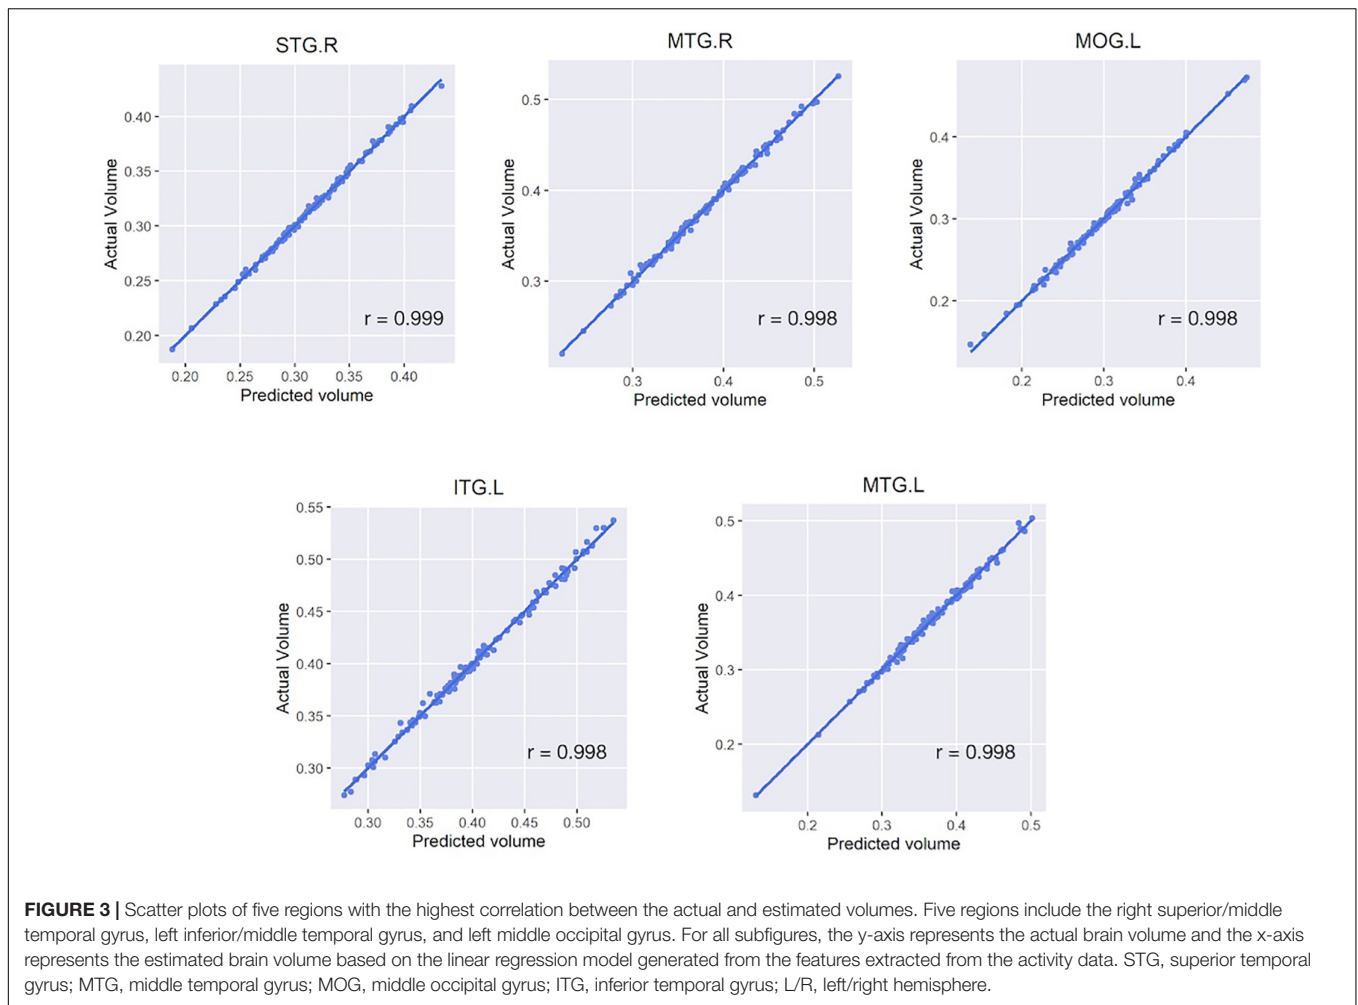 STG.R
Actual Volume
0.40
0.35
0.30
0.25
0.20
r = 0.999
0.20 0.25 0.30 0.35 0.40
Predicted volume
MTG.R
Actual Volume
0.5
0.4
0.3
r = 0.998
0.3 0.4 0.5
Predicted volume
MOG.L
Actual Volume
0.4
0.3
0.2
r = 0.998
0.2 0.3 0.4
Predicted volume
ITG.L
Actual Volume
0.55
0.50
0.45
0.40
0.35
0.30
r = 0.998
0.30 0.35 0.40 0.45 0.50
Predicted volume
MTG.L
Actual Volume
0.5
0.4
0.3
0.2
r = 0.998
0.2 0.3 0.4 0.5
Predicted volume
FIGURE 3 | Scatter plots of five regions with the highest correlation between the actual and estimated volumes. Five regions include the right superior/middle
temporal gyrus, left inferior/middle temporal gyrus, and left middle occipital gyrus. For all subfigures, the y-axis represents the actual brain volume and the x-axis
represents the estimated brain volume based on the linear regression model generated from the features extracted from the activity data. STG, superior temporal
gyrus; MTG, middle temporal gyrus; MOG, middle occipital gyrus; ITG, inferior temporal gyrus; L/R, left/right hemisphere.